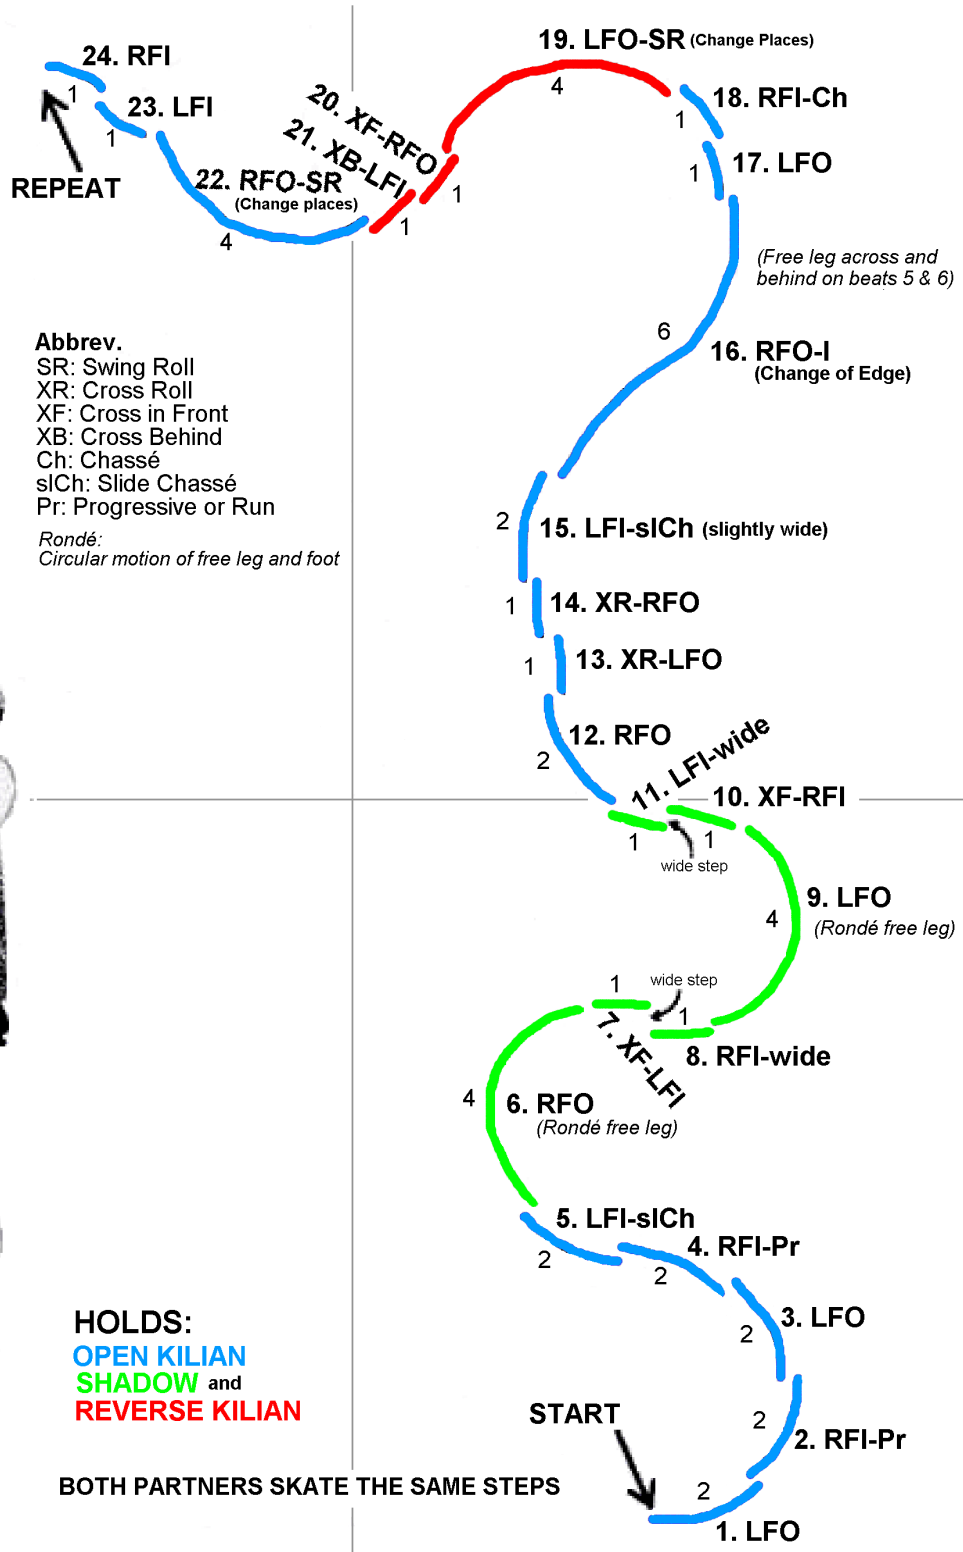 19. LFO-SR (Change Places)
4
24. RFI
1
23. LFI
1
20. XF-RFO
1
21. XB-LFI
1
18. RFI-Ch
1
17. LFO
1
REPEAT
22. RFO-SR
(Change places)
4
(Free leg across and
behind on beats 5 & 6)
6
16. RFO-I
(Change of Edge)
Abbrev.
SR: Swing Roll
XR: Cross Roll
XF: Cross in Front
XB: Cross Behind
Ch: Chassé
slCh: Slide Chassé
Pr: Progressive or Run
Rondé:
Circular motion of free leg and foot
2
15. LFI-slCh (slightly wide)
1
14. XR-RFO
1
13. XR-LFO
2
12. RFO
11. LFI-wide
1
10. XF-RFI
1
wide step
9. LFO
4
(Rondé free leg)
wide step
1
7. XF-LFI
1
8. RFI-wide
4
6. RFO
(Rondé free leg)
5. LFI-slCh
2
4. RFI-Pr
2
3. LFO
2
HOLDS:
OPEN KILIAN
SHADOW and
REVERSE KILIAN
START
2
2. RFI-Pr
BOTH PARTNERS SKATE THE SAME STEPS
2
1. LFO